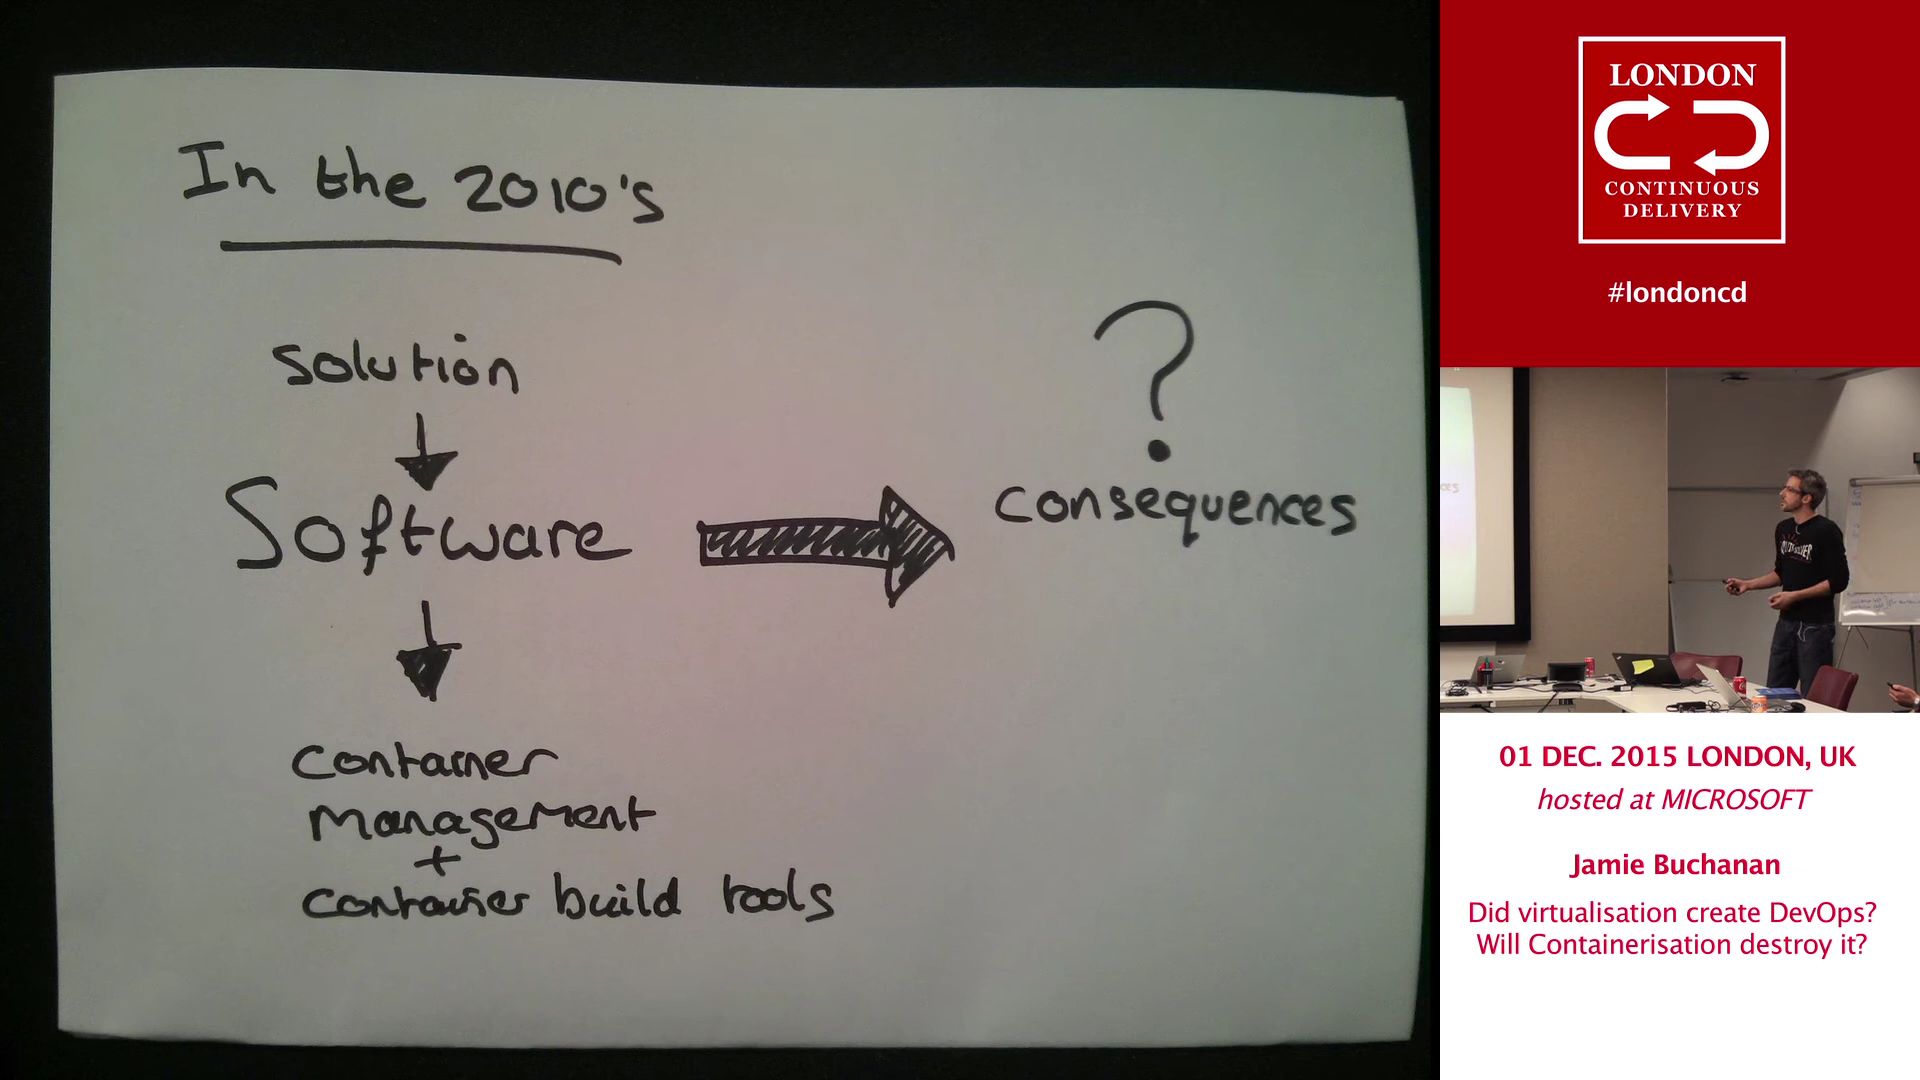 In the 2010's
solution
Software
consequences
?
container
management
+
container build tools
LONDON
CONTINUOUS
DELIVERY
#londoncd
01 DEC. 2015 LONDON, UK
hosted at MICROSOFT
Jamie Buchanan
Did virtualisation create DevOps?
Will Containerisation destroy it?